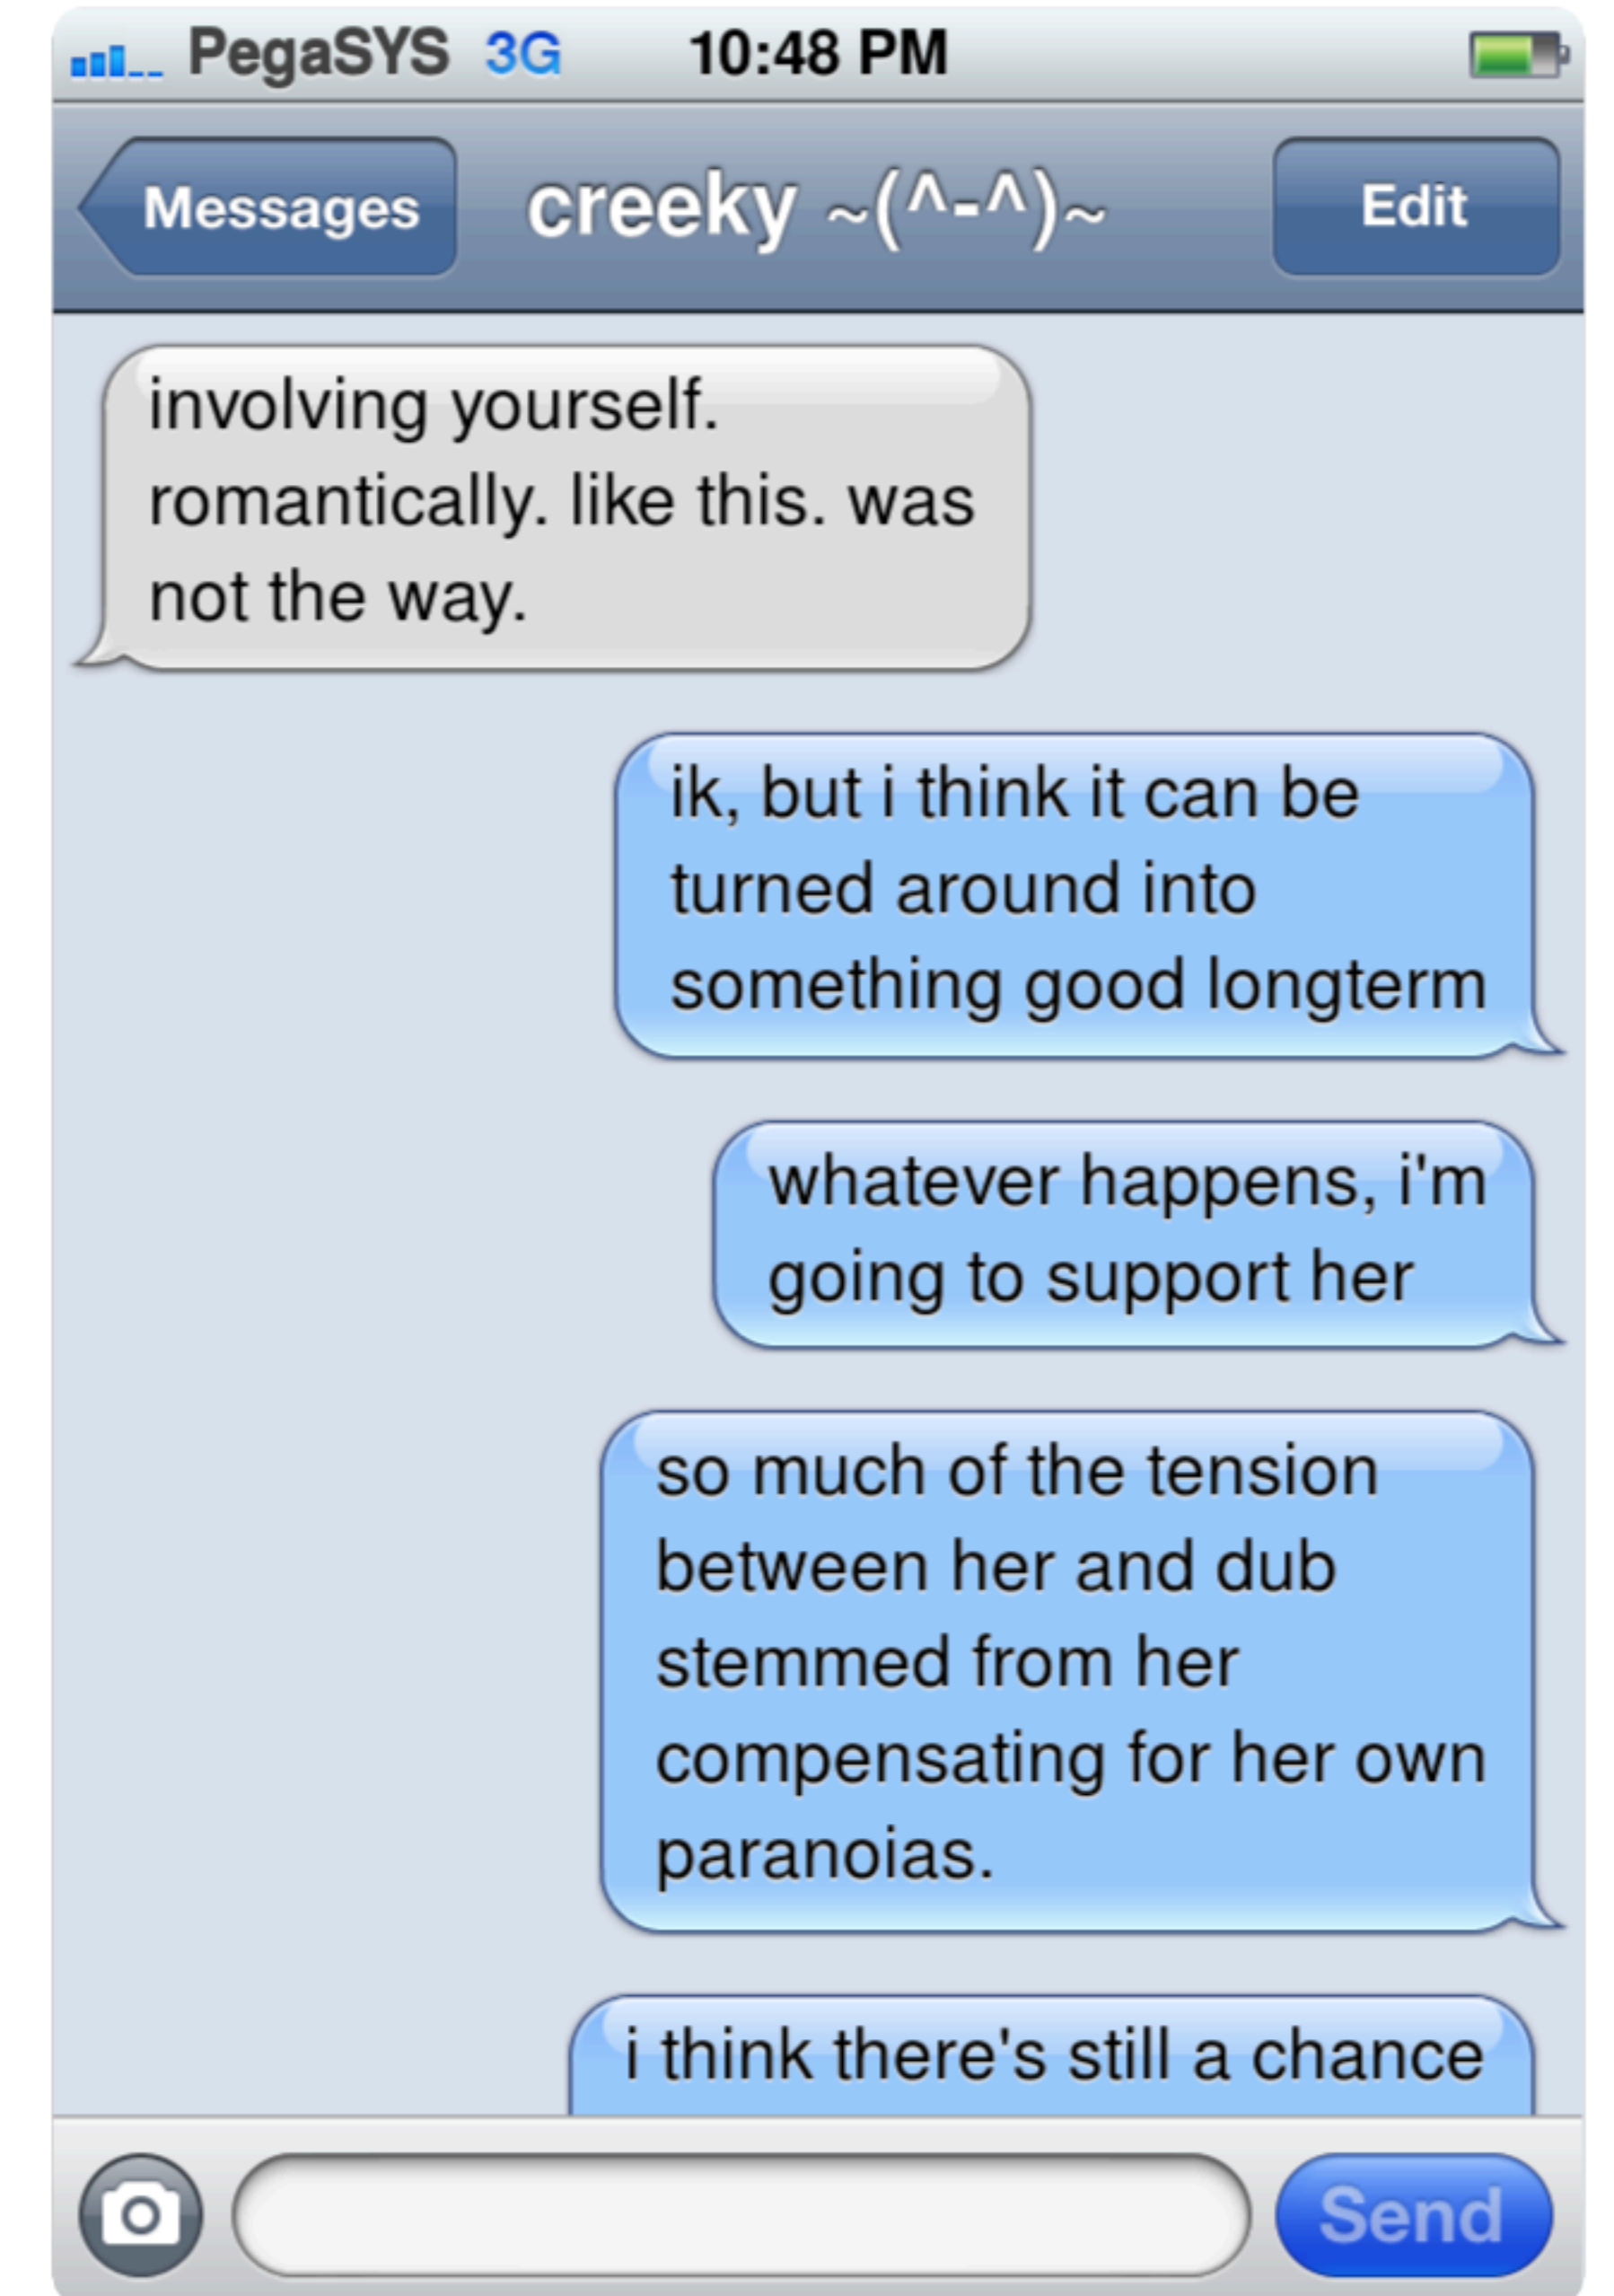 PegaSYS 3G 10:48 PM
Messages creeky ~(^-^)~ Edit
involving yourself.
romantically. like this. was
not the way.
ik, but i think it can be
turned around into
something good longterm
whatever happens, i'm
going to support her
so much of the tension
between her and dub
stemmed from her
compensating for her own
paranoias.
i think there's still a chance
Send